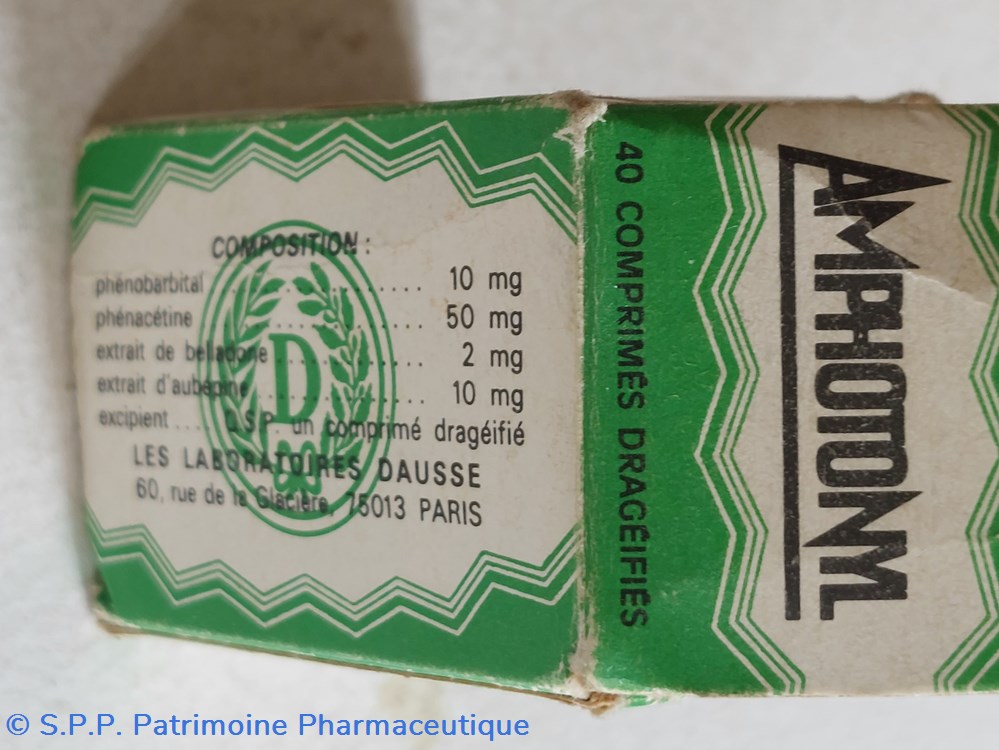 COMPOSITION :
phénobarbital .................... 10 mg
phénacétine .................... 50 mg
extrait de belladone ............ 2 mg
extrait d'aubépine .............. 10 mg
excipient .... Q.S.P. un comprimé dragéifié
LES LABORATOIRES DAUSSE
60, rue de la Glacière, 75013 PARIS
D
40 COMPRIMÉS DRAGÉIFIÉS
AMPHOTONYL
© S.P.P. Patrimoine Pharmaceutique